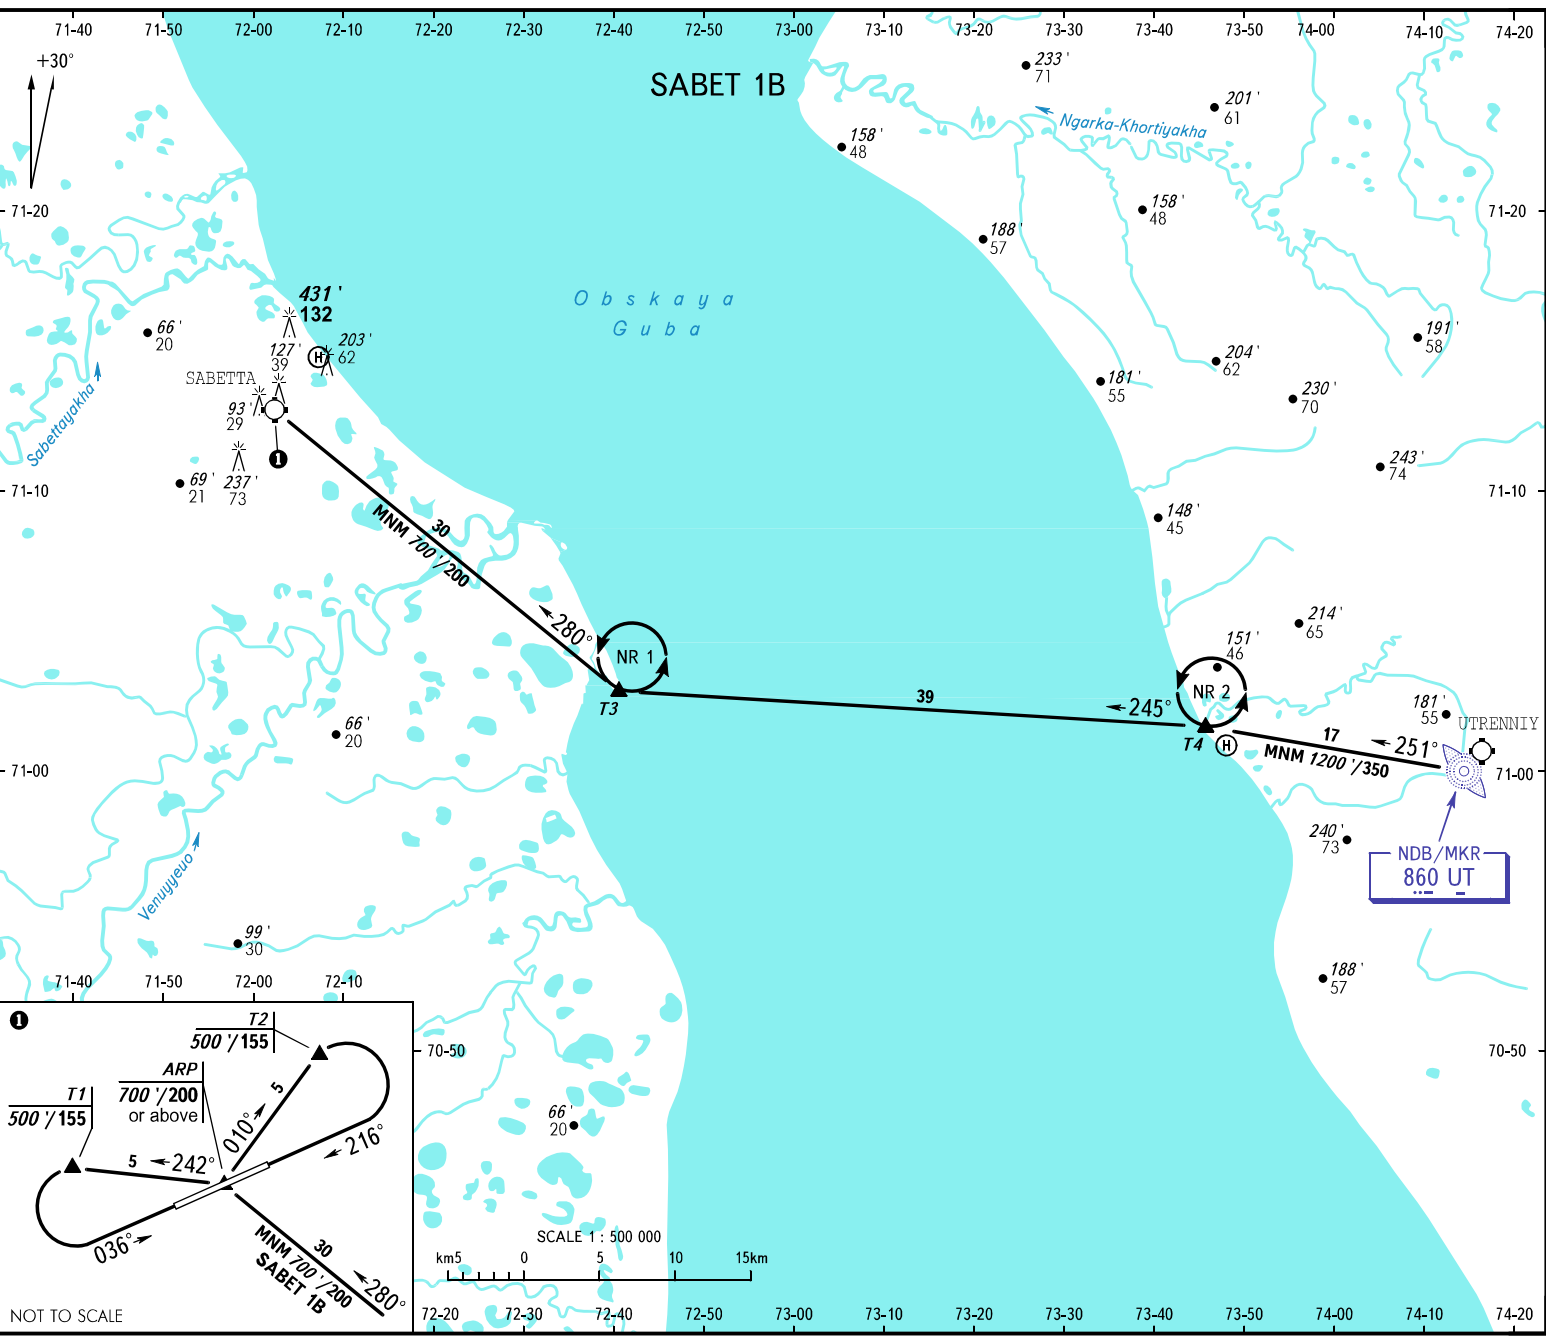 71-40 71-50 72-00 72-10 72-20 72-30 72-40 72-50 73-00 73-10 73-20 73-30 73-40 73-50 74-00 74-10 74-20
+30°
SABET 1B
233'
71
201'
61
Ngarka-Khortiyakha
158'
48
71-20
158'
48
71-20
188'
57
Obskaya
Guba
431'
132
66'
20
127'
39
H
203'
62
SABETTA
93'
29
1
Sabettayakha
69'
21
237'
73
191'
58
204'
62
181'
55
230'
70
243'
74
71-10
71-10
148'
45
30
MNM 700'/200
280°
NR 1
T3
39
245°
214'
65
151'
46
NR 2
T4
H
17
MNM 1200'/350
251°
181'
55
UTRENNIY
71-00
71-00
66'
20
240'
73
NDB/MKR
860 UT
Venuyyeuo
99'
30
188'
57
71-40 71-50 72-00 72-10
1
T2
500'/155
ARP
700'/200
or above
T1
500'/155
5
010°
216°
5
242°
036°
30
MNM 700'/200
SABET 1B
280°
NOT TO SCALE
70-50
70-50
66'
20
SCALE 1 : 500 000
km5 0 5 10 15km
72-20 72-30 72-40 72-50 73-00 73-10 73-20 73-30 73-40 73-50 74-00 74-10 74-20